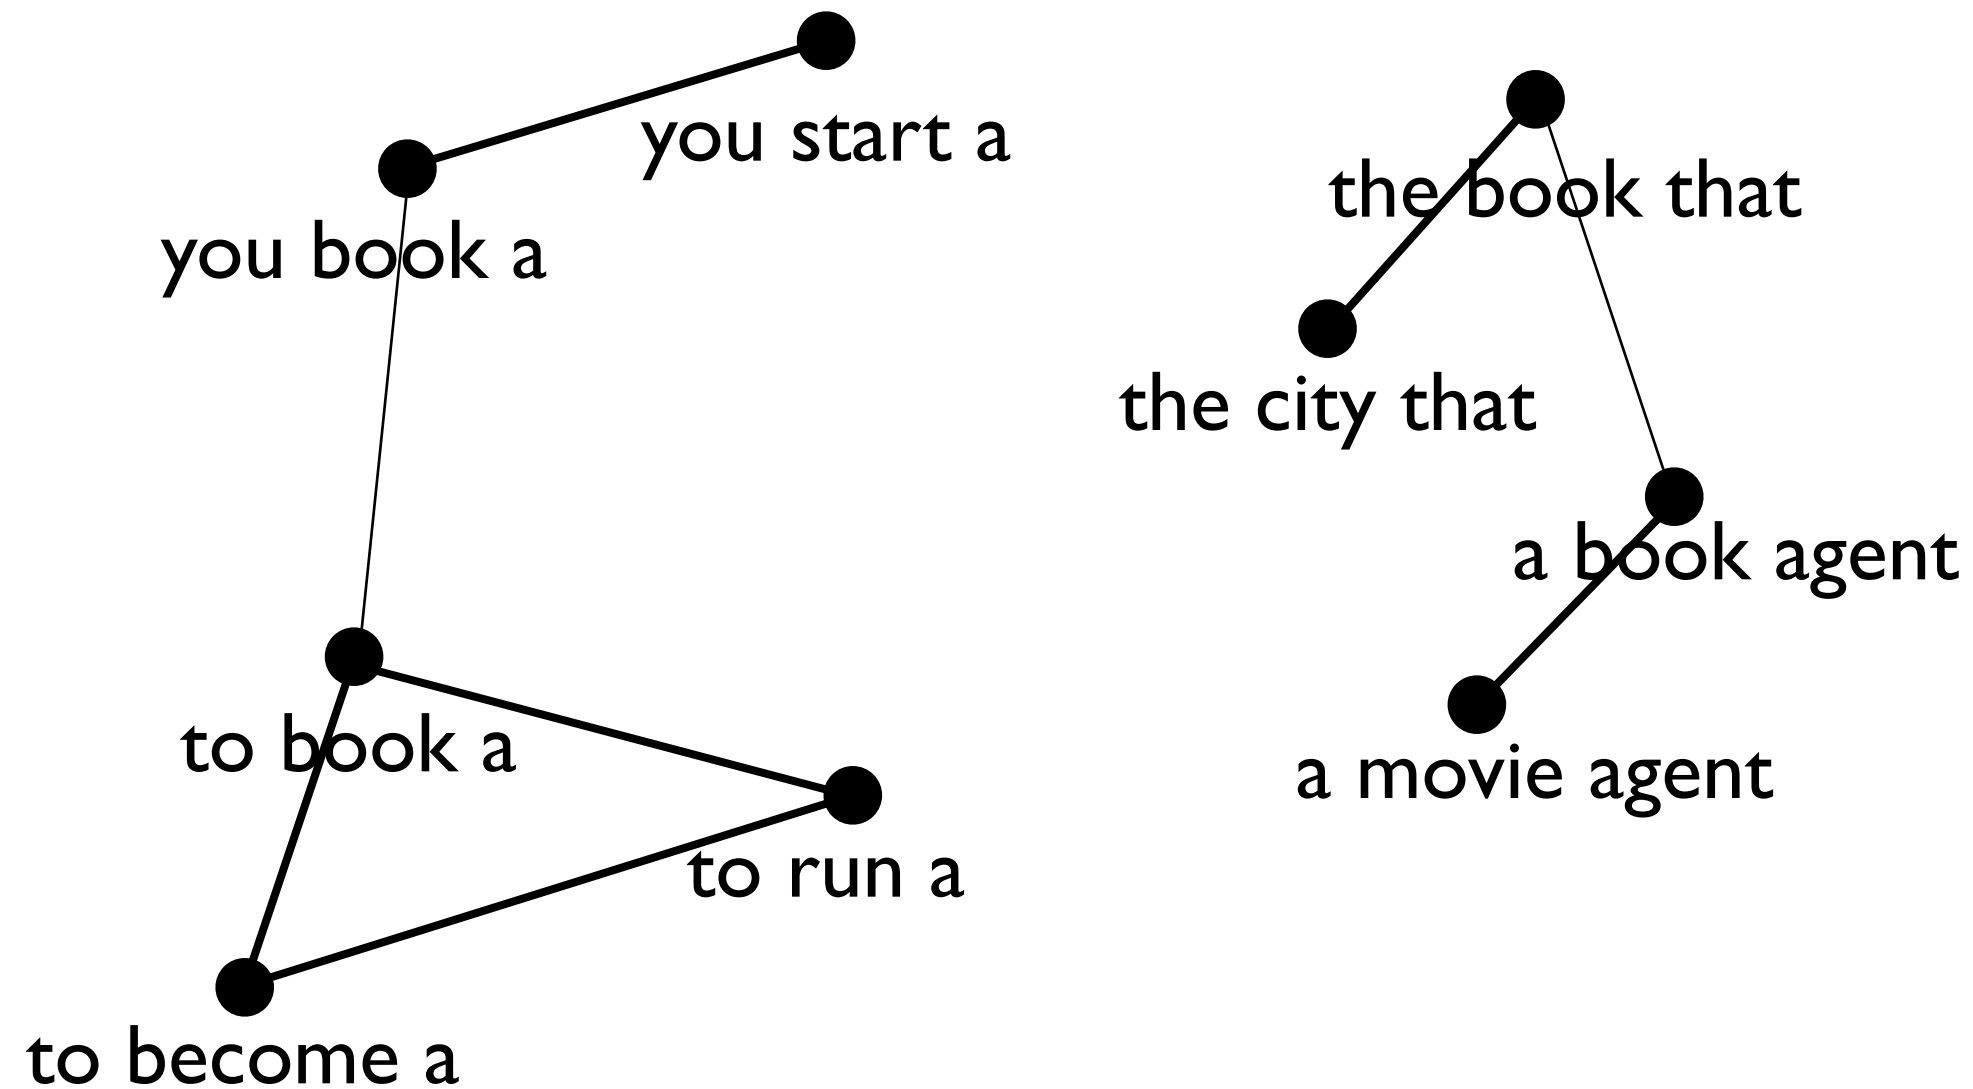 you start a
you book a
to book a
to run a
to become a
the book that
the city that
a book agent
a movie agent